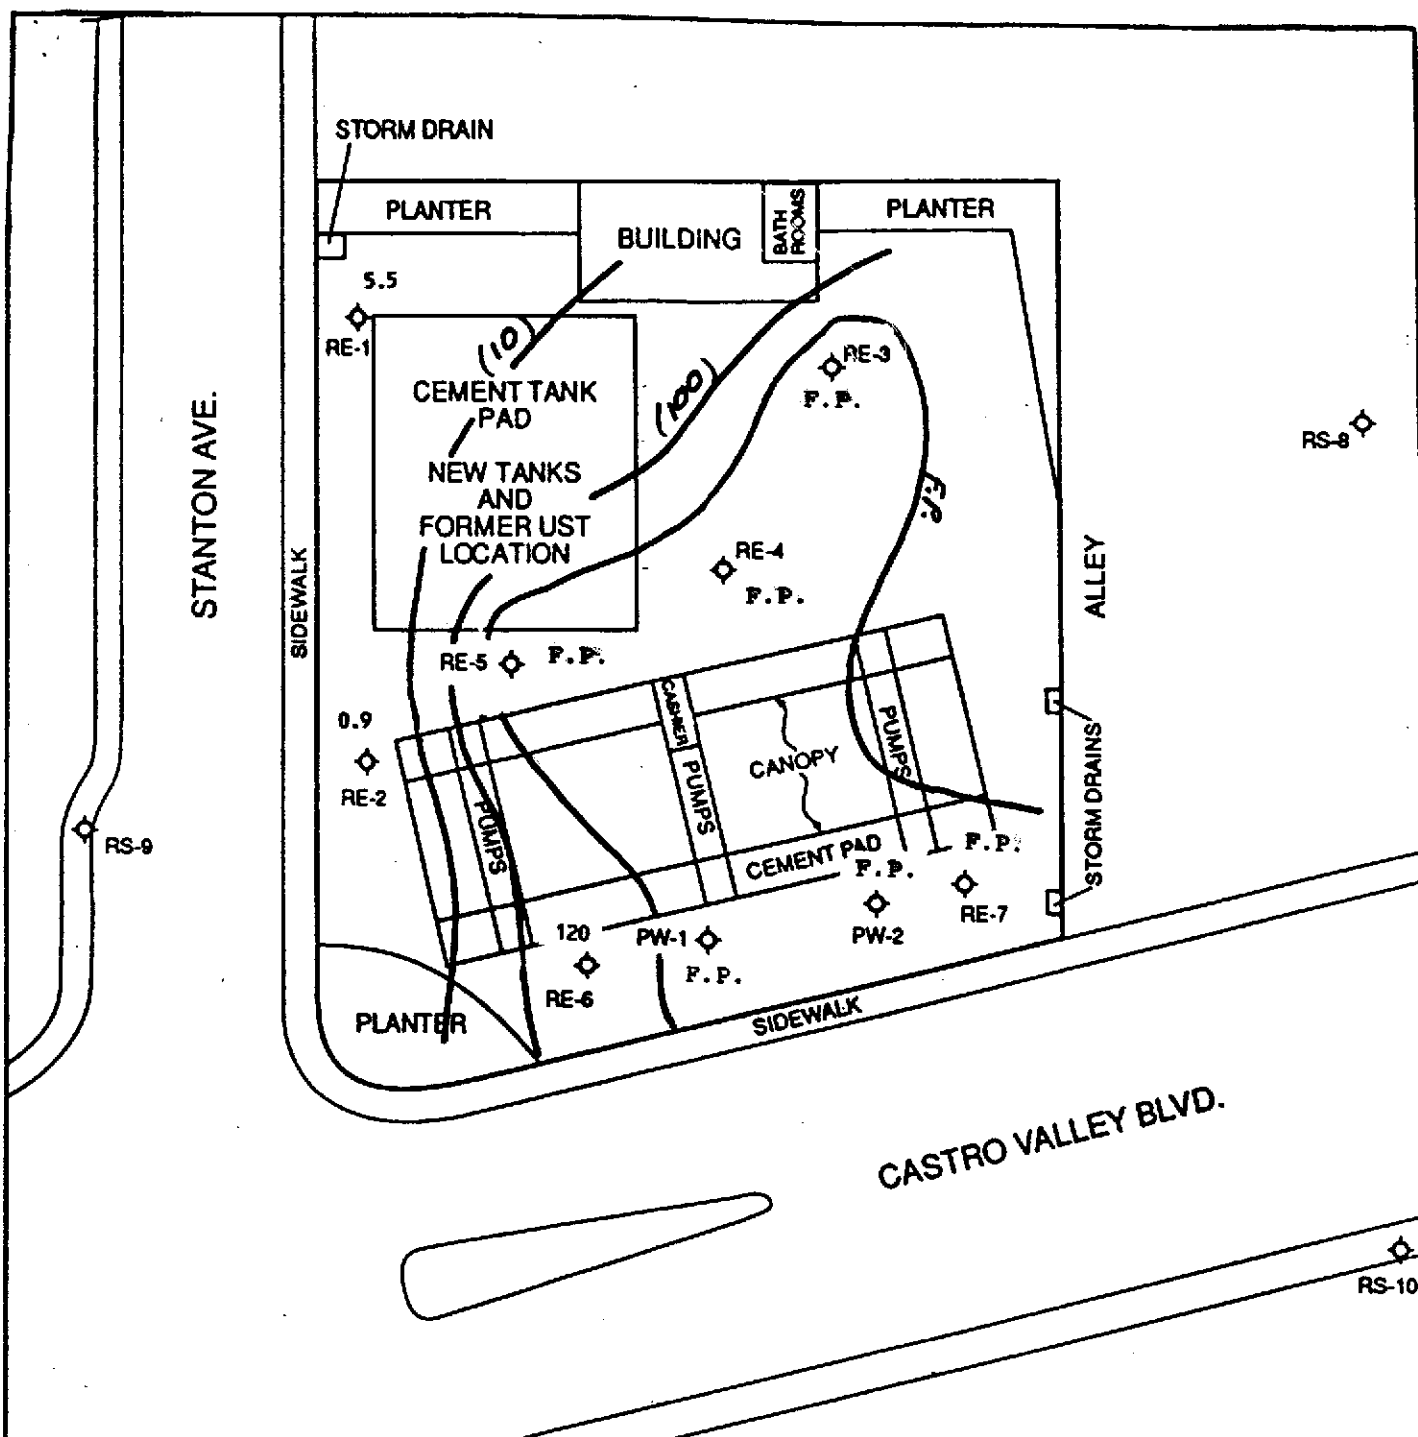 STORM DRAIN
PLANTER
BUILDING
BATH
ROOMS
PLANTER
5.5
RE-1
(10)
CEMENT TANK
PAD
(100)
RE-3
F.P.
RS-8
STANTON AVE.
NEW TANKS
AND
FORMER UST
LOCATION
F.P.
SIDEWALK
RE-4
F.P.
ALLEY
RE-5
F.P.
CASHIER
0.9
RE-2
PUMPS
PUMPS
CANOPY
PUMPS
STORM DRAINS
RS-9
CEMENT PAD
F.P.
F.P.
RE-7
120
PW-1
PW-2
F.P.
RE-6
PLANTER
SIDEWALK
CASTRO VALLEY BLVD.
RS-10